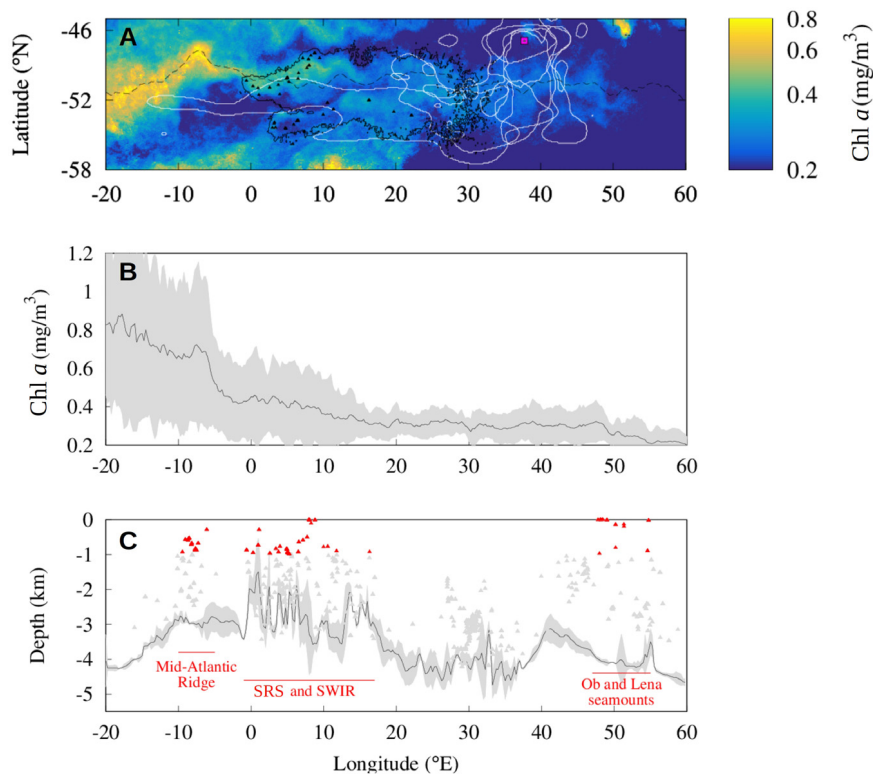 A
Latitude (°N)
-46
-52
-58
-20 -10 0 10 20 30 40 50 60
0.8
0.6
0.4
0.2
Chl a (mg/m³)
B
Chl a (mg/m³)
1.2
1
0.8
0.6
0.4
0.2
-20 -10 0 10 20 30 40 50 60
C
Depth (km)
0
-1
-2
-3
-4
-5
Mid-Atlantic
Ridge
SRS and SWIR
Ob and Lena
seamounts
-20 -10 0 10 20 30 40 50 60
Longitude (°E)